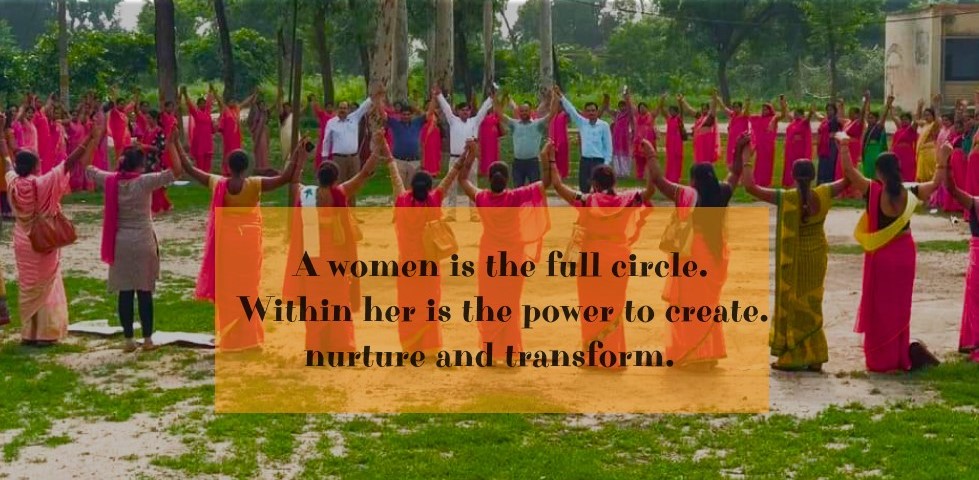 A women is the full circle.
Within her is the power to create.
nurture and transform.